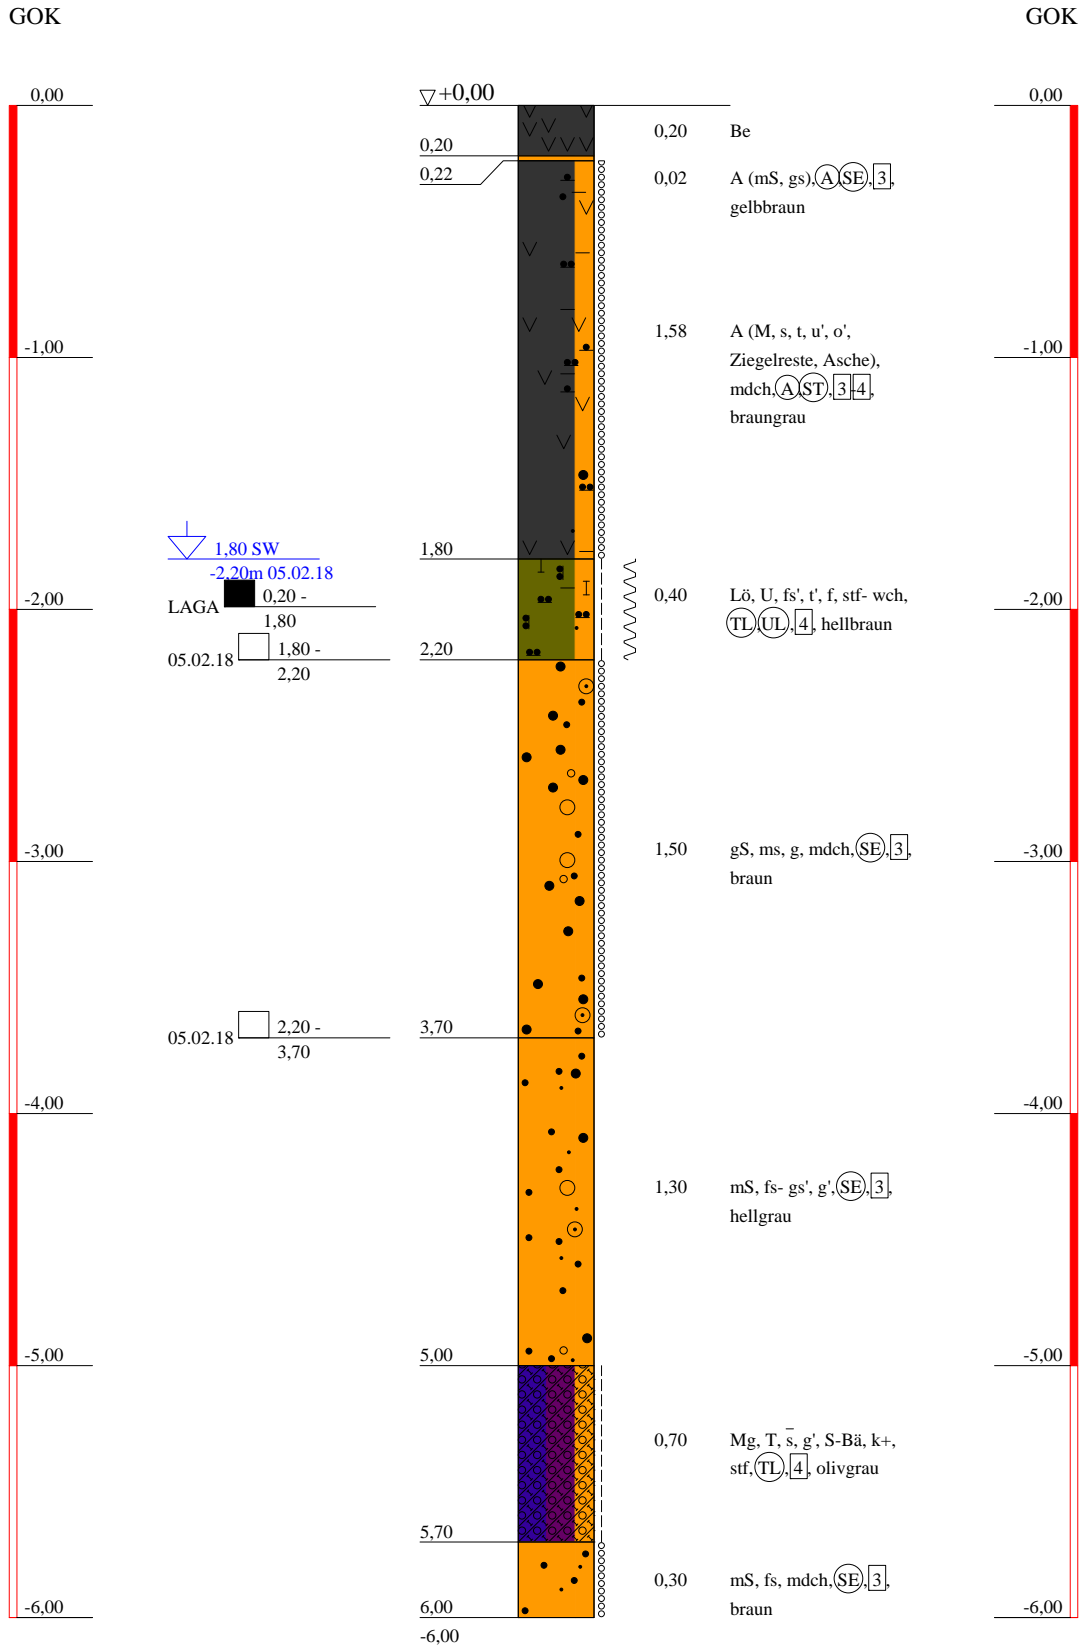 GOK GOK
0,00 +0,00 0,00
0,20 Be
0,20
0,22 0,02 A (mS, gs), A, SE, 3,
gelbbraun
1,58 A (M, s, t, u', o',
-1,00 Ziegelreste, Asche), -1,00
mdch, A, ST, 3-4,
braungrau
1,80 SW 1,80
-2,20m 05.02.18
0,20 - 0,40 Lö, U, fs', t', f, stf- wch,
-2,00 LAGA -2,00
1,80 TL, UL, 4, hellbraun
1,80 - 2,20
05.02.18
2,20
1,50 gS, ms, g, mdch, SE, 3,
-3,00 -3,00
braun
2,20 - 3,70
05.02.18
3,70
-4,00 -4,00
1,30 mS, fs- gs', g', SE, 3,
hellgrau
-5,00 5,00 -5,00
0,70 Mg, T, s̄, g', S-Bä, k+,
stf, TL, 4, olivgrau
5,70
0,30 mS, fs, mdch, SE, 3,
-6,00 6,00 braun -6,00
-6,00